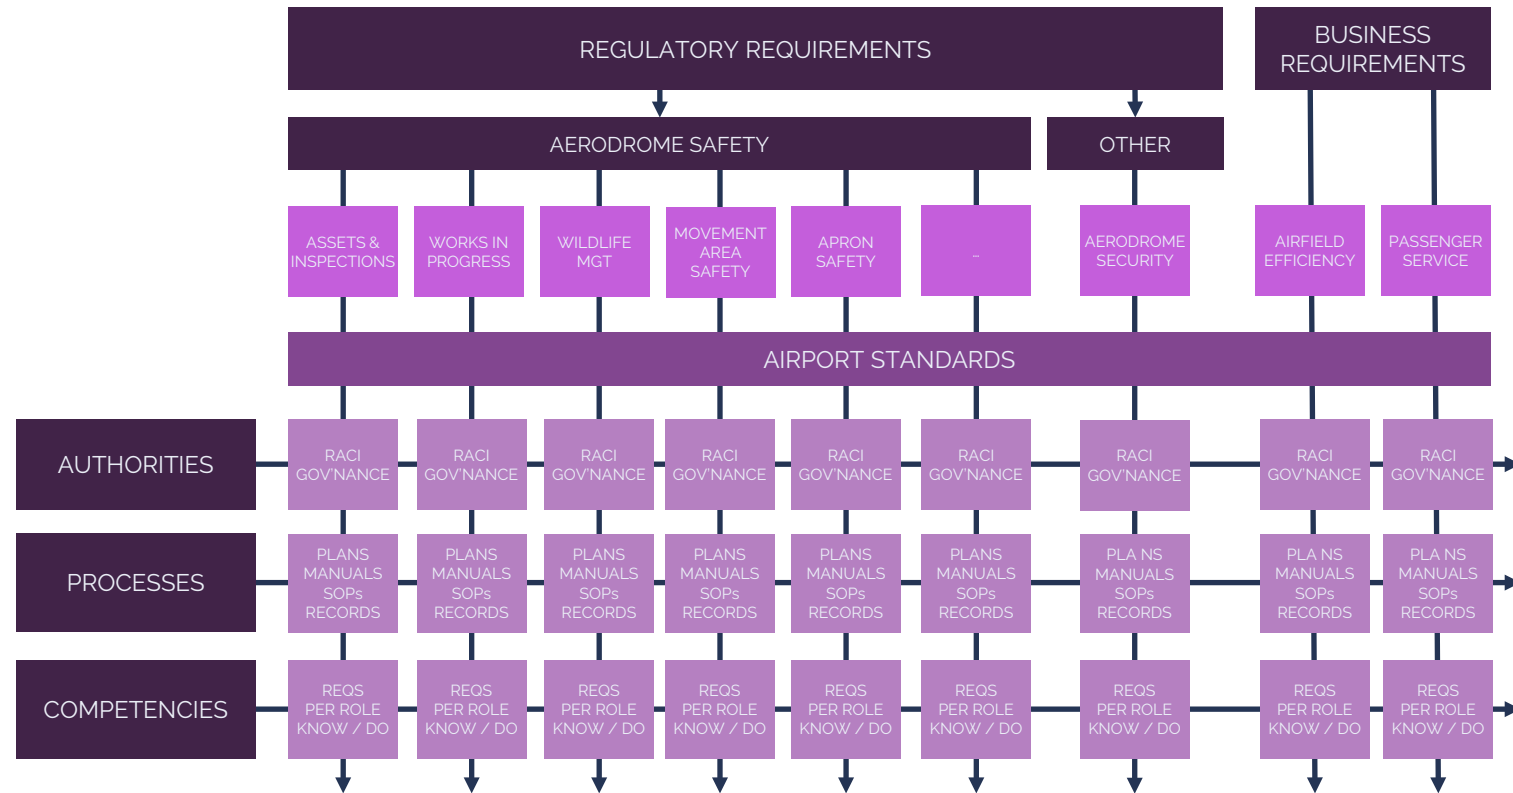 REGULATORY REQUIREMENTS
BUSINESS
REQUIREMENTS
AERODROME SAFETY
OTHER
ASSETS &
INSPECTIONS
WORKS IN
PROGRESS
WILDLIFE
MGT
MOVEMENT
AREA
SAFETY
APRON
SAFETY
...
AERODROME
SECURITY
AIRFIELD
EFFICIENCY
PASSENGER
SERVICE
AIRPORT STANDARDS
AUTHORITIES
RACI
GOV'NANCE
RACI
GOV'NANCE
RACI
GOV'NANCE
RACI
GOV'NANCE
RACI
GOV'NANCE
RACI
GOV'NANCE
RACI
GOV'NANCE
RACI
GOV'NANCE
RACI
GOV'NANCE
PROCESSES
PLANS
MANUALS
SOPs
RECORDS
PLANS
MANUALS
SOPs
RECORDS
PLANS
MANUALS
SOPs
RECORDS
PLANS
MANUALS
SOPs
RECORDS
PLANS
MANUALS
SOPs
RECORDS
PLANS
MANUALS
SOPs
RECORDS
PLA NS
MANUALS
SOPs
RECORDS
PLA NS
MANUALS
SOPs
RECORDS
PLA NS
MANUALS
SOPs
RECORDS
COMPETENCIES
REQS
PER ROLE
KNOW / DO
REQS
PER ROLE
KNOW / DO
REQS
PER ROLE
KNOW / DO
REQS
PER ROLE
KNOW / DO
REQS
PER ROLE
KNOW / DO
REQS
PER ROLE
KNOW / DO
REQS
PER ROLE
KNOW / DO
REQS
PER ROLE
KNOW / DO
REQS
PER ROLE
KNOW / DO